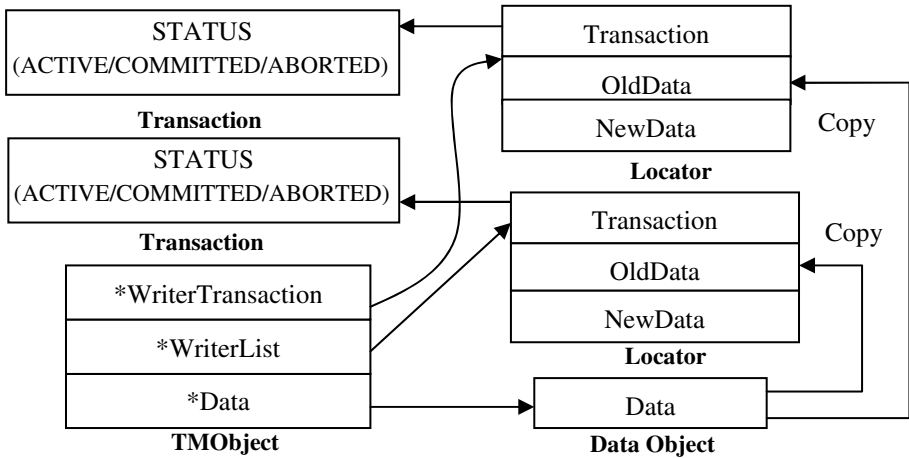 STATUS
(ACTIVE/COMMITTED/ABORTED)
Transaction
STATUS
(ACTIVE/COMMITTED/ABORTED)
Transaction
*WriterTransaction
*WriterList
*Data
TMObject
Transaction
OldData
NewData
Locator
Copy
Transaction
OldData
NewData
Locator
Copy
Data
Data Object